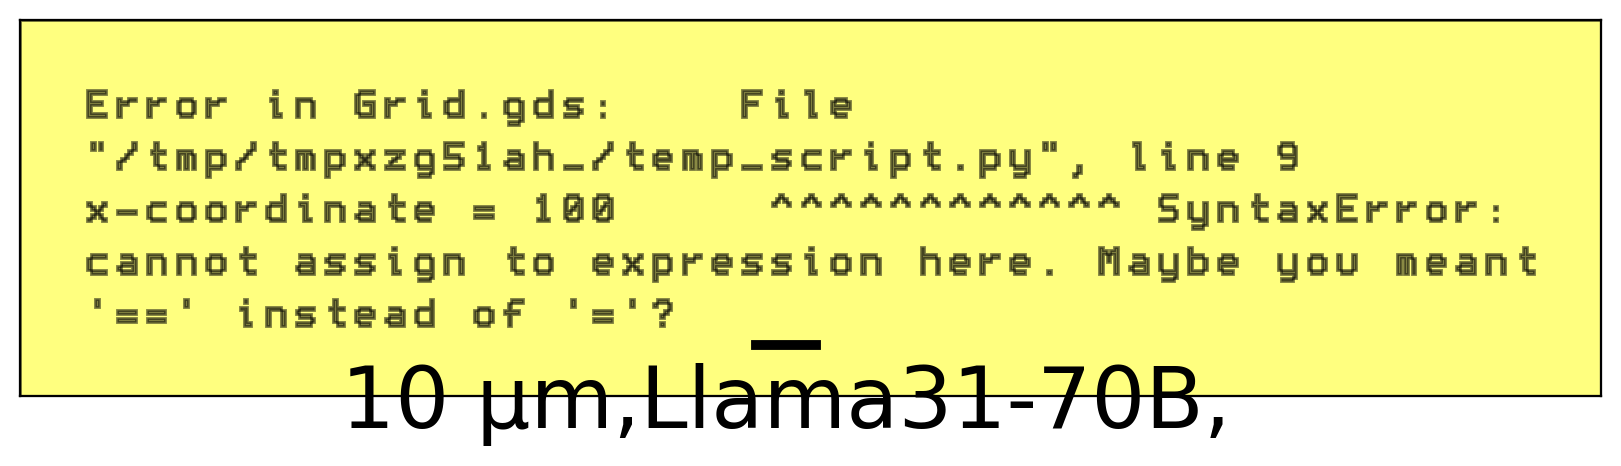 Error in Grid.gds:    File
"/tmp/tmpxzg51ah_/temp_script.py", line 9
x-coordinate = 100     ^^^^^^^^^^^^ SyntaxError:
cannot assign to expression here. Maybe you meant
'==' instead of '='?
10 μm,Llama31-70B,